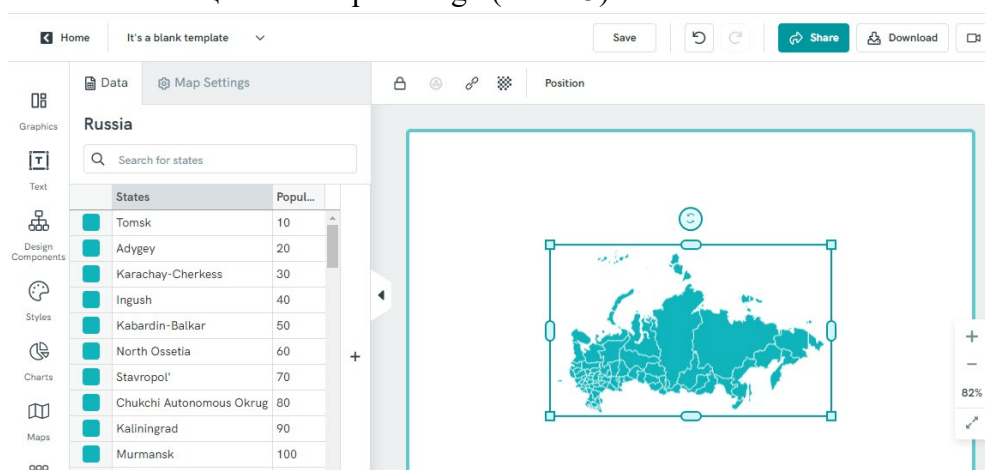 Home It's a blank template Save Share Download
Data Map Settings Position
Graphics
Russia
Search for states
Text
States Popul...
Tomsk 10
Adygey 20
Design
Components
Karachay-Cherkess 30
Ingush 40
Styles
Kabardin-Balkar 50
North Ossetia 60
Charts
Stavropol' 70
Chukchi Autonomous Okrug 80
82%
Kaliningrad 90
Maps
Murmansk 100